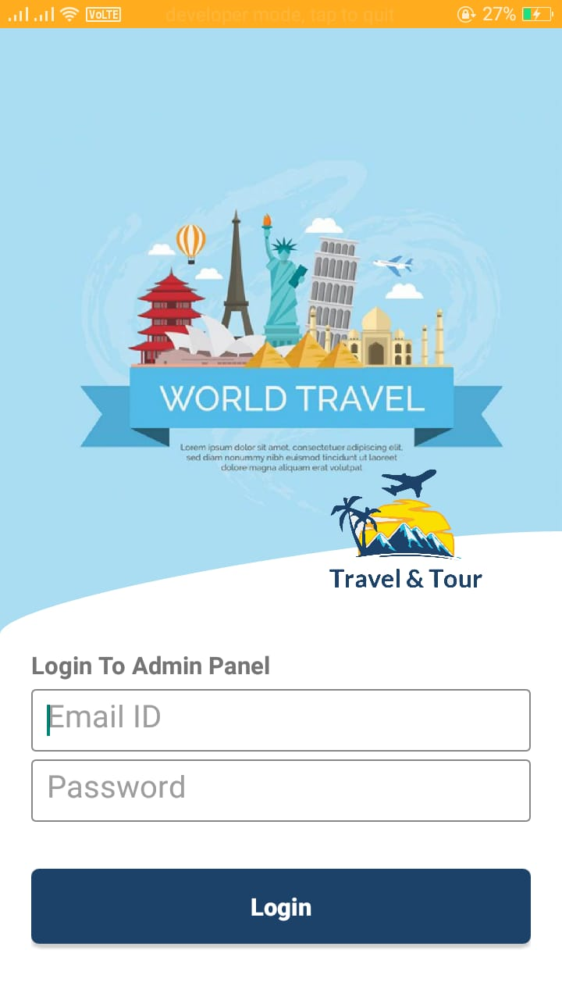 VoLTE
developer mode, tap to quit
27%
WORLD TRAVEL
Lorem ipsum dolor sit amet, consectetuer adipiscing elit,
sed diam nonummy nibh euismod tincidunt ut laoreet
dolore magna aliquam erat volutpat
Travel & Tour
Login To Admin Panel
Email ID
Password
Login